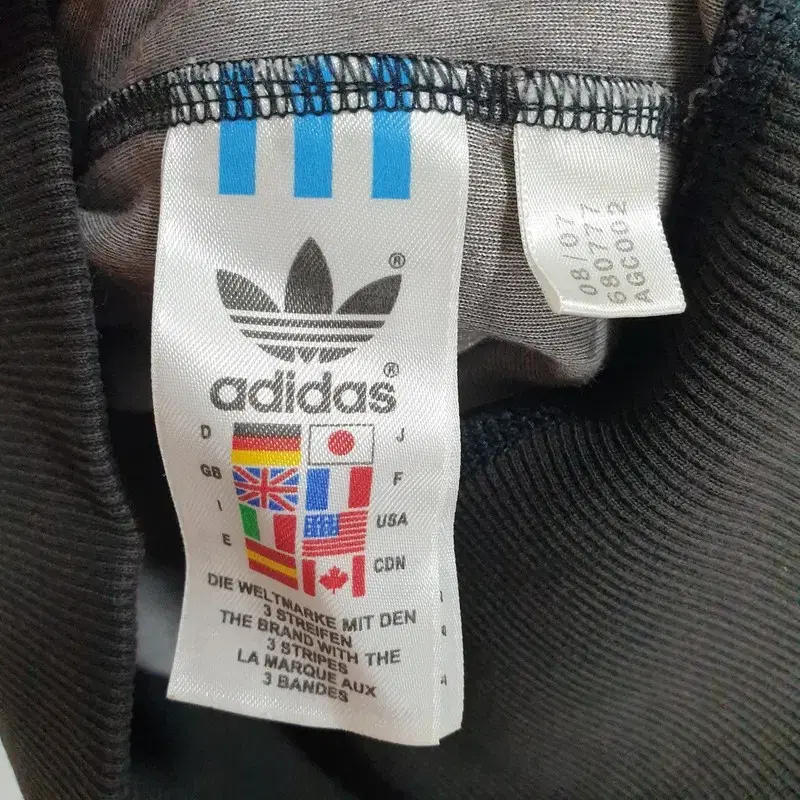 ®
adidas®
D J
GB F
I USA
E CDN
DIE WELTMARKE MIT DEN
3 STREIFEN
THE BRAND WITH THE
3 STRIPES
LA MARQUE AUX
3 BANDES
08/07
680777
AGC002